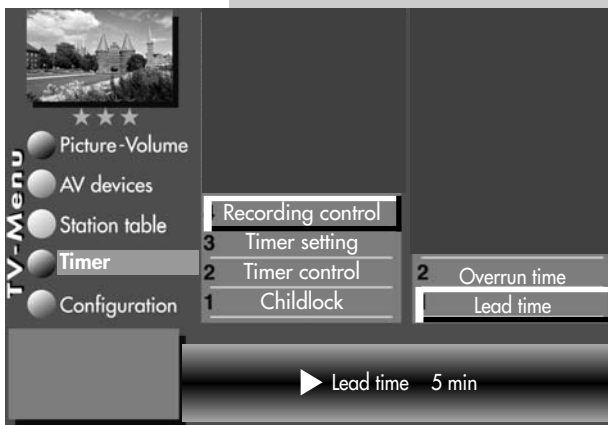 TV-Menu
Picture-Volume
AV devices
Station table
Timer
Configuration
Recording control
3 Timer setting
2 Timer control
1 Childlock
2 Overrun time
Lead time
Lead time 5 min